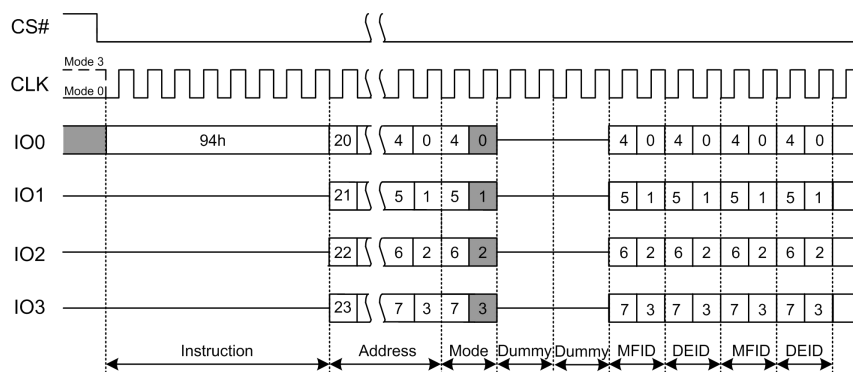 CS#
Mode 3
CLK
Mode 0
IO0 94h 20 4 0 4 0 4 0 4 0 4 0 4 0
IO1 21 5 1 5 1 5 1 5 1 5 1 5 1
IO2 22 6 2 6 2 6 2 6 2 6 2 6 2
IO3 23 7 3 7 3 7 3 7 3 7 3 7 3
Instruction Address Mode Dummy Dummy MFID DEID MFID DEID